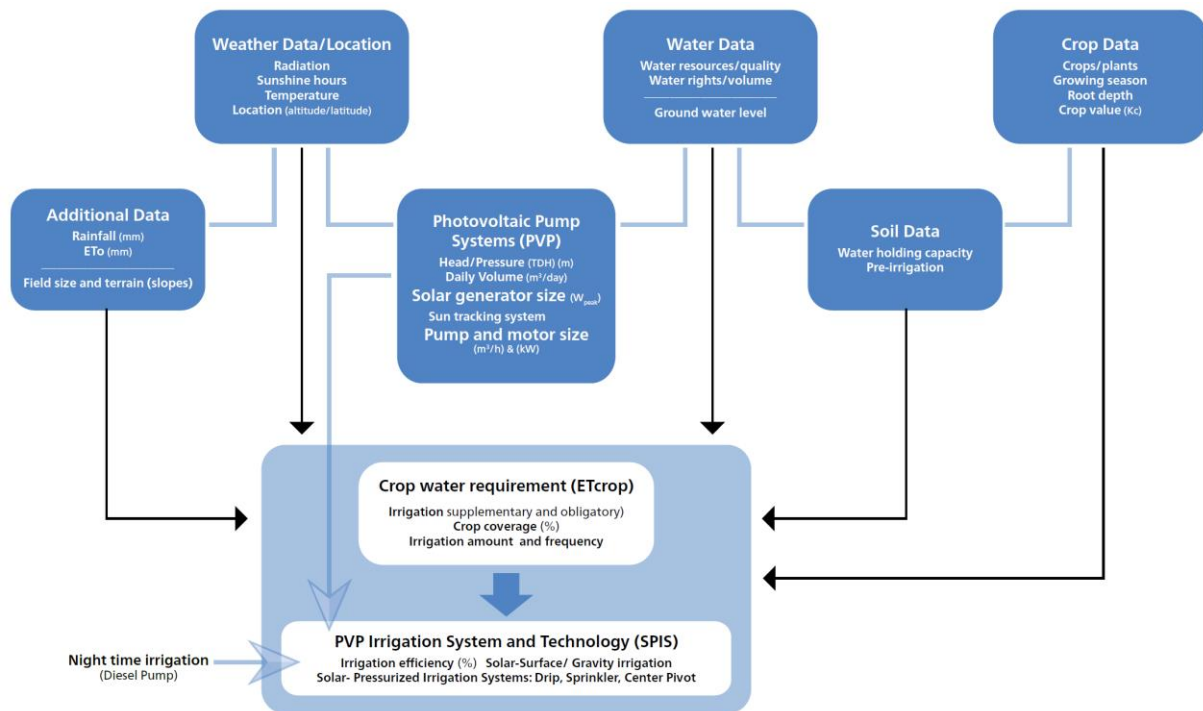 Weather Data/Location
Radiation
Sunshine hours
Temperature
Location (altitude/latitude)
Water Data
Water resources/quality
Water rights/volume
Ground water level
Crop Data
Crops/plants
Growing season
Root depth
Crop value (Kc)
Additional Data
Rainfall (mm)
ETo (mm)
Field size and terrain (slopes)
Photovoltaic Pump
Systems (PVP)
Head/Pressure (TDH) (m)
Daily Volume (m³/day)
Solar generator size (Wpeak)
Sun tracking system
Pump and motor size
(m³/h) & (kW)
Soil Data
Water holding capacity
Pre-irrigation
Crop water requirement (ETcrop)
Irrigation supplementary and obligatory)
Crop coverage (%)
Irrigation amount and frequency
PVP Irrigation System and Technology (SPIS)
Irrigation efficiency (%) Solar-Surface/ Gravity irrigation
Solar- Pressurized Irrigation Systems: Drip, Sprinkler, Center Pivot
Night time irrigation
(Diesel Pump)